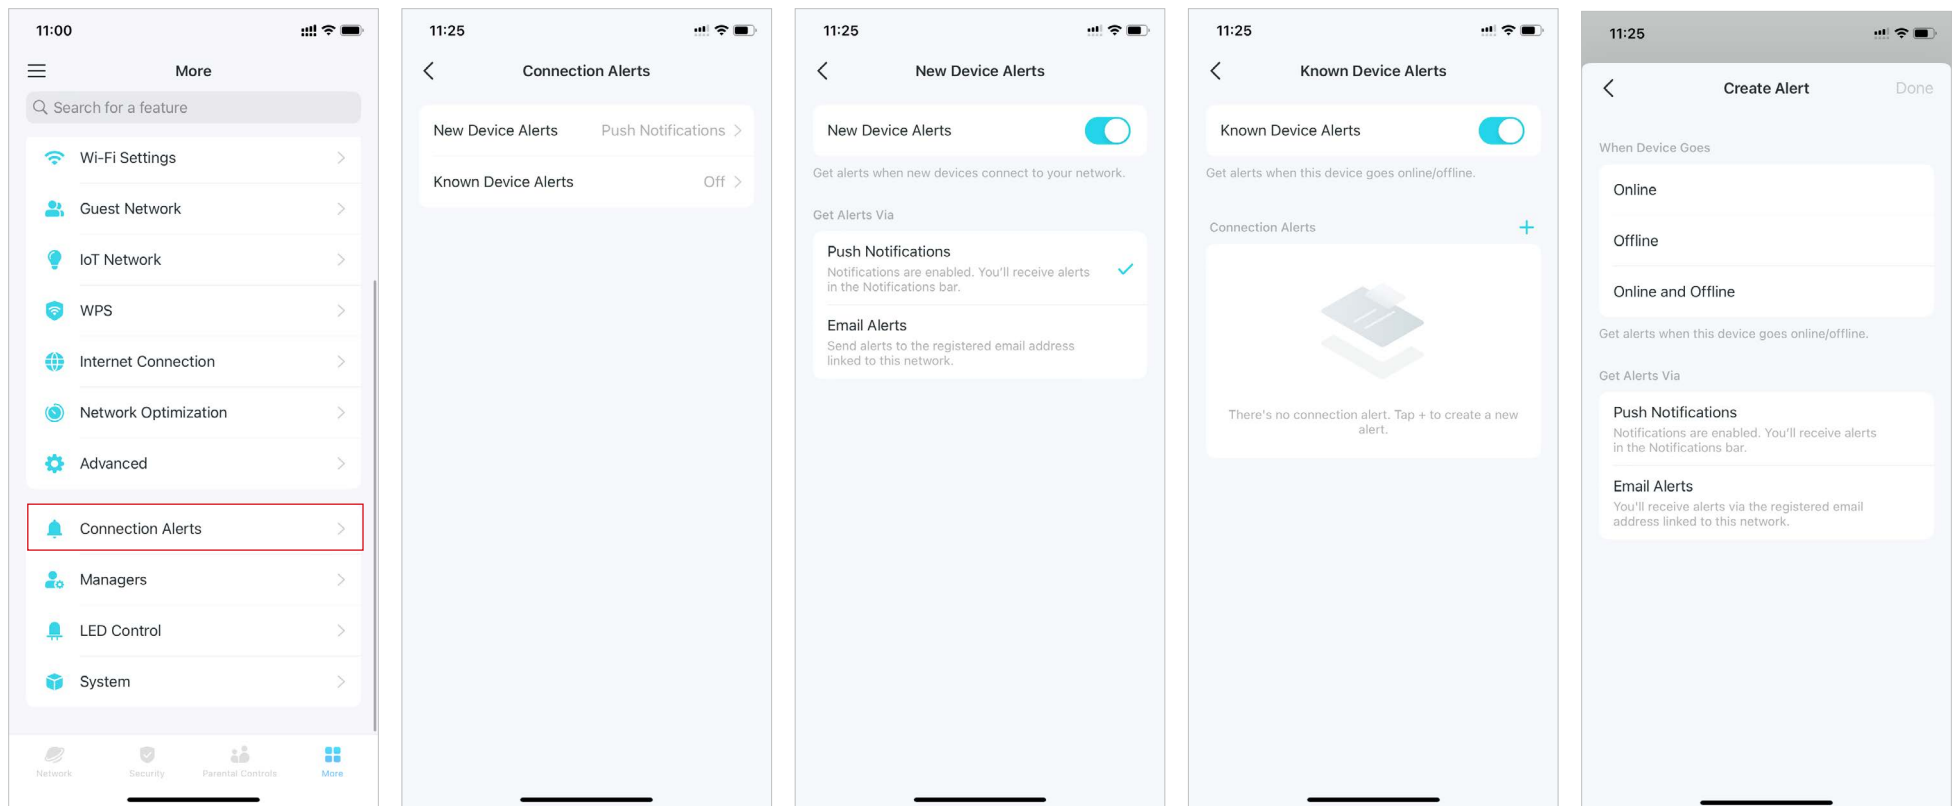 11:00
More
Search for a feature
Wi-Fi Settings
Guest Network
IoT Network
WPS
Internet Connection
Network Optimization
Advanced
Connection Alerts
Managers
LED Control
System
Network
Security
Parental Controls
More
11:25
Connection Alerts
New Device Alerts Push Notifications
Known Device Alerts Off
11:25
New Device Alerts
New Device Alerts
Get alerts when new devices connect to your network.
Get Alerts Via
Push Notifications
Notifications are enabled. You'll receive alerts
in the Notifications bar.
Email Alerts
Send alerts to the registered email address
linked to this network.
11:25
Known Device Alerts
Known Device Alerts
Get alerts when this device goes online/offline.
Connection Alerts +
There's no connection alert. Tap + to create a new
alert.
11:25
Create Alert Done
When Device Goes
Online
Offline
Online and Offline
Get alerts when this device goes online/offline.
Get Alerts Via
Push Notifications
Notifications are enabled. You'll receive alerts
in the Notifications bar.
Email Alerts
You'll receive alerts via the registered email
address linked to this network.